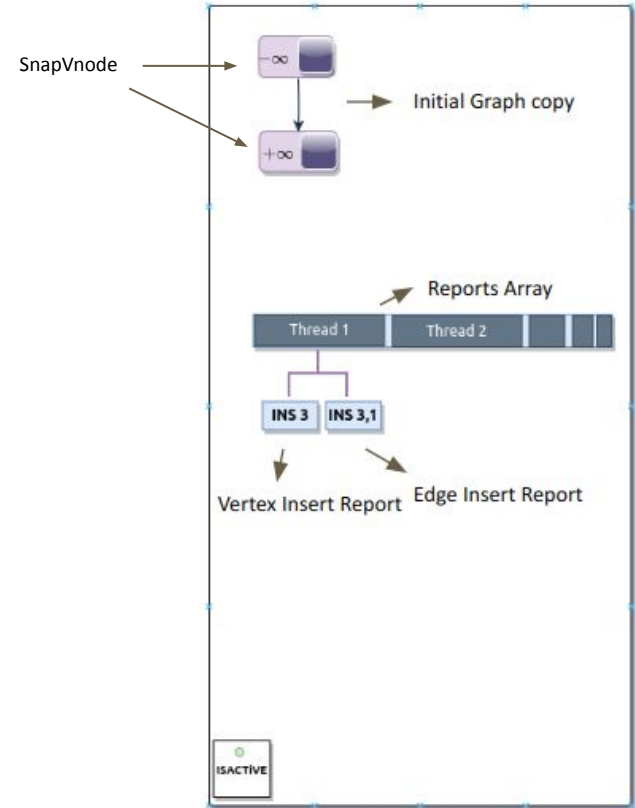 −∞
SnapVnode
Initial Graph copy
+∞
Reports Array
Thread 1
Thread 2
INS 3
INS 3,1
Vertex Insert Report
Edge Insert Report
ISACTİVE